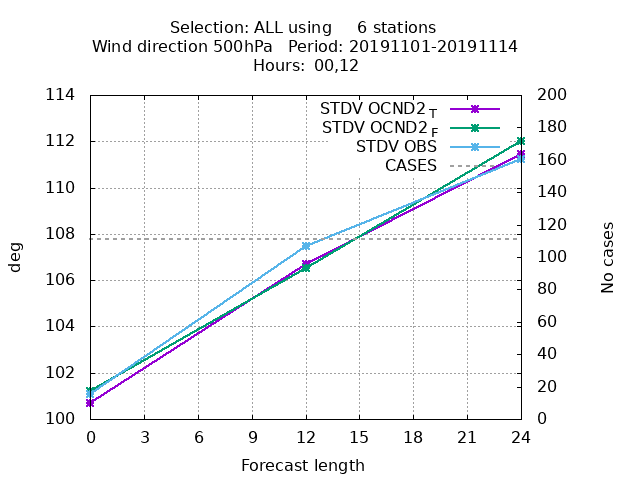 Selection: ALL using     6 stations
Wind direction 500hPa   Period: 20191101-20191114
Hours: 00,12
114
112
110
108
106
104
102
100
deg
200
180
160
140
120
100
80
60
40
20
0
No cases
STDV OCND2 T
STDV OCND2 F
STDV OBS
CASES
0 3 6 9 12 15 18 21 24
Forecast length